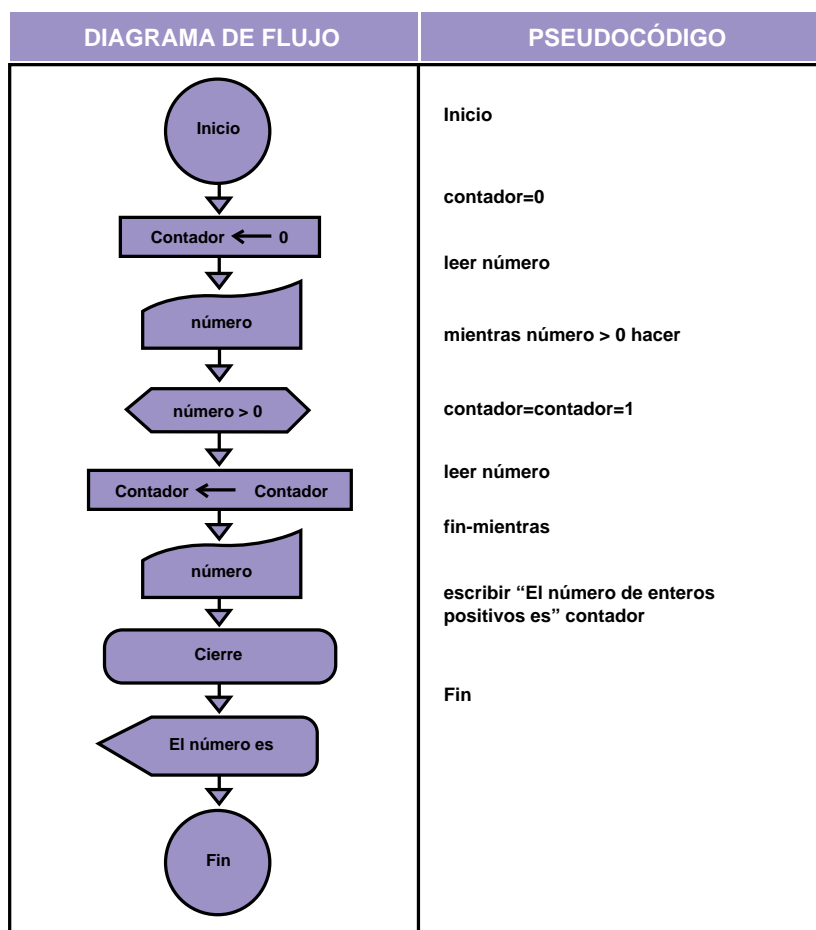 DIAGRAMA DE FLUJO
PSEUDOCÓDIGO
Inicio
Contador ← 0
número
número > 0
Contador ← Contador
número
Cierre
El número es
Fin
Inicio
contador=0
leer número
mientras número > 0 hacer
contador=contador=1
leer número
fin-mientras
escribir “El número de enteros
positivos es” contador
Fin